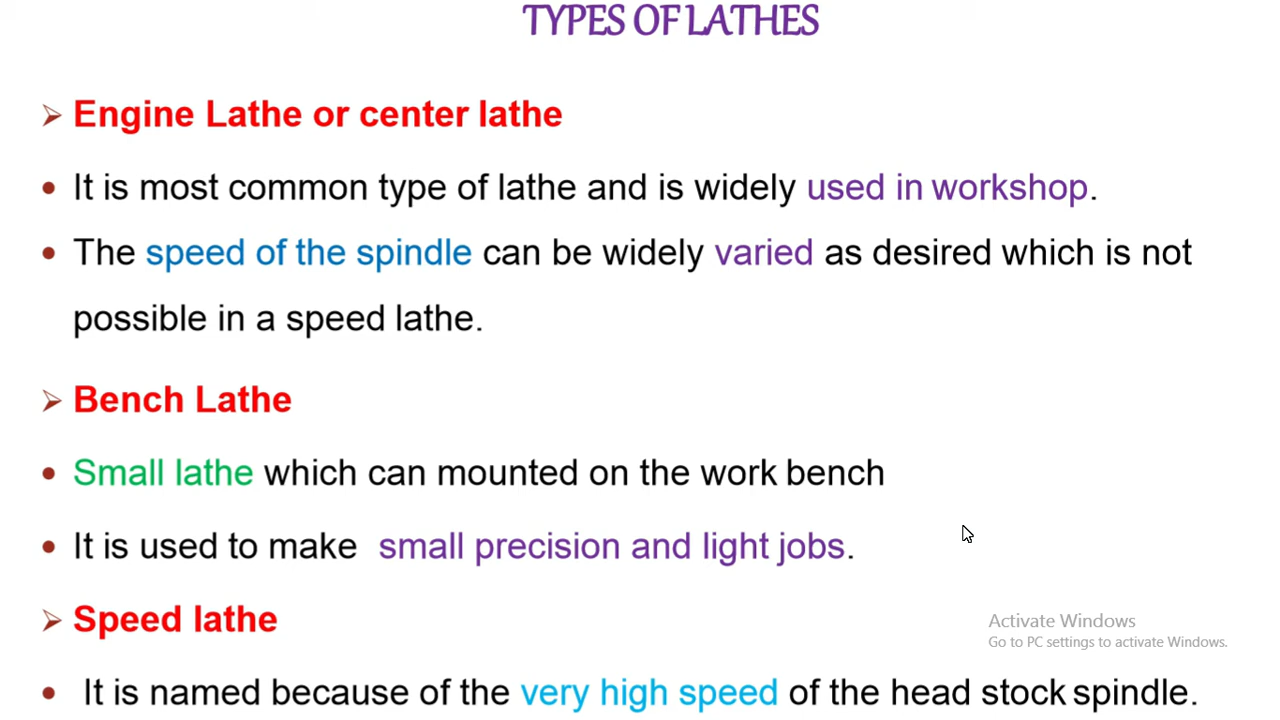 TYPES OF LATHES
Engine Lathe or center lathe
It is most common type of lathe and is widely used in workshop.
The speed of the spindle can be widely varied as desired which is not
possible in a speed lathe.
Bench Lathe
Small lathe which can mounted on the work bench
It is used to make small precision and light jobs.
Speed lathe
Activate Windows
Go to PC settings to activate Windows.
It is named because of the very high speed of the head stock spindle.